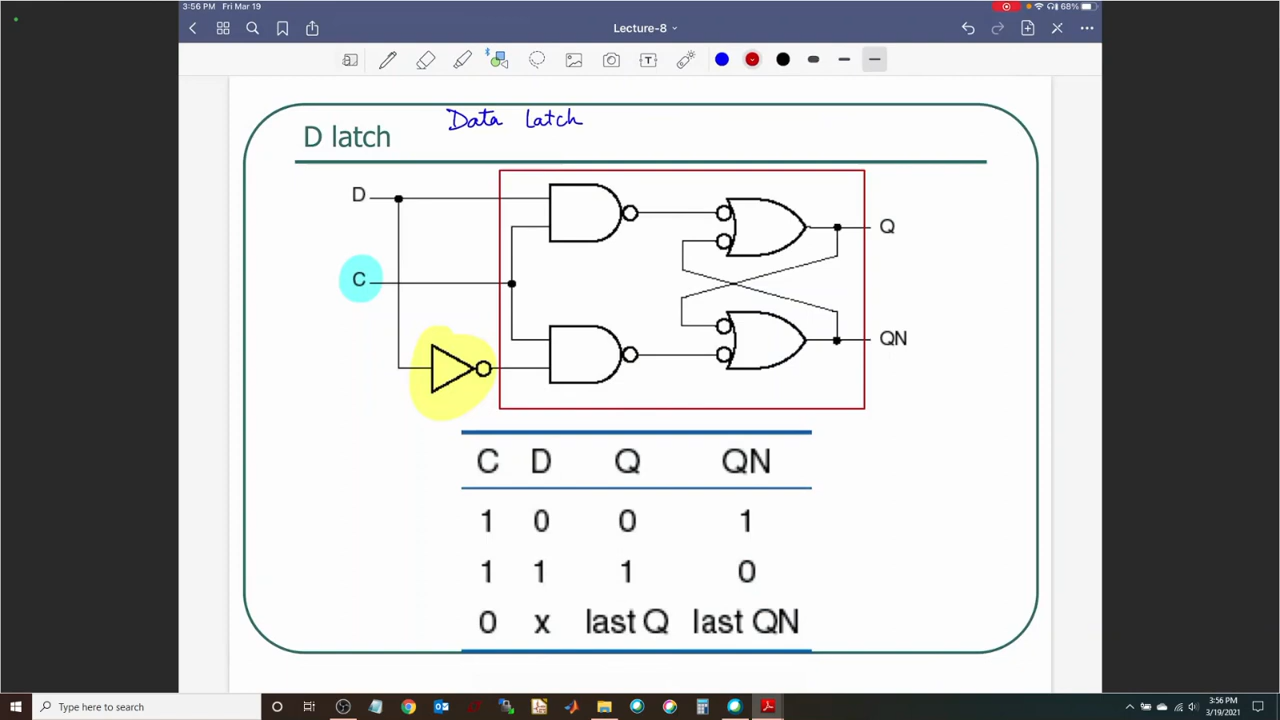 3:56 PM Fri Mar 19
68%
Lecture-8
T
D latch
Data Latch
D
Q
C
QN
C D Q QN
1 0 0 1
1 1 1 0
0 x last Q last QN
Type here to search
3:56 PM
3/19/2021